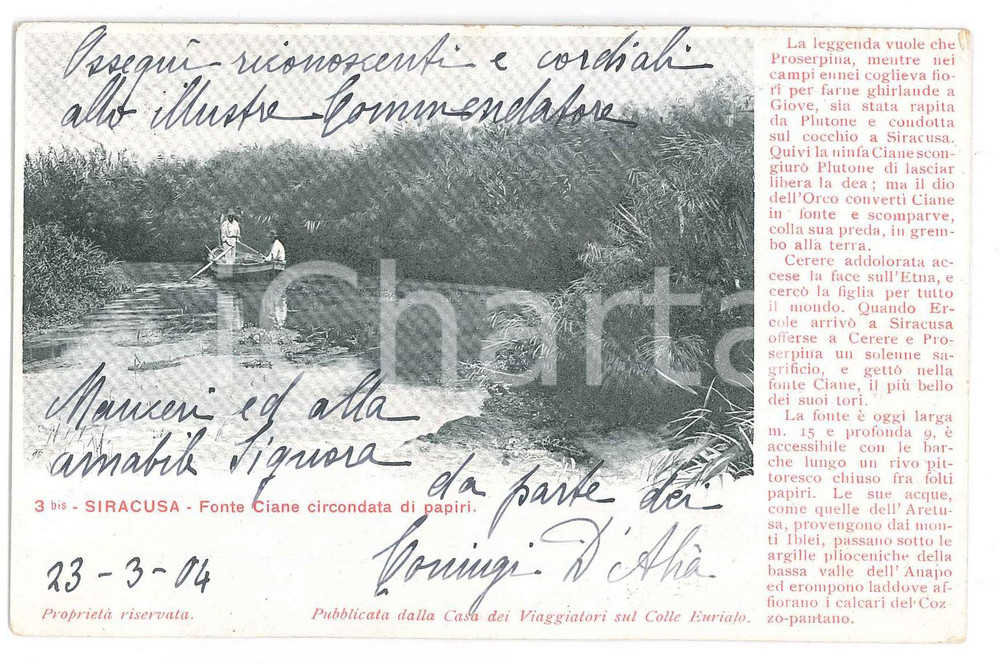 Ossequi riconoscenti e cordiali
allo illustre Commendatore
Mauceri ed alla
amabile Signora
da parte dei
Coniugi D'Alià
23-3-04
3 bis - SIRACUSA - Fonte Ciane circondata di papiri.
Proprietà riservata.
Pubblicata dalla Casa dei Viaggiatori sul Colle Eurialo.
La leggenda vuole che
Proserpina, mentre nei
campi ennei coglieva fio-
ri per farne ghirlande a
Giove, sia stata rapita
da Plutone e condotta
sul cocchio a Siracusa.
Quivi la ninfa Ciane scon-
giurò Plutone di lasciar
libera la dea; ma il dio
dell'Orco convertì Ciane
in fonte e scomparve,
colla sua preda, in grem-
bo alla terra.
Cerere addolorata ac-
cese la face sull'Etna, e
cercò la figlia per tutto
il mondo. Quando Er-
cole arrivò a Siracusa
offerse a Cerere e Pro-
serpina un solenne sa-
grificio, e gettò nella
fonte Ciane, il più bello
dei suoi tori.
La fonte è oggi larga
m. 15 e profonda 9, è
accessibile con le bar-
che lungo un rivo pit-
toresco chiuso fra folti
papiri. Le sue acque,
come quelle dell'Aretu-
sa, provengono dai mon-
ti Iblei, passano sotto le
argille plioceniche della
bassa valle dell'Anapo
ed erompono laddove af-
fiorano i calcari del Coz-
zo-pantano.
iCharta